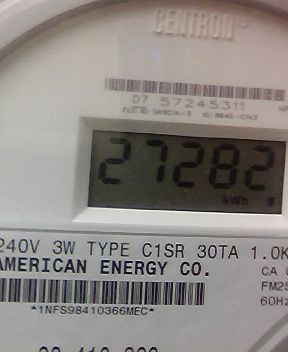 CENTRON
07 57245311
27282
kWh
240V 3W TYPE C1SR 30TA 1.0K
AMERICAN ENERGY CO.
CA
FM2S
60Hz
*1NFS98410366MEC*